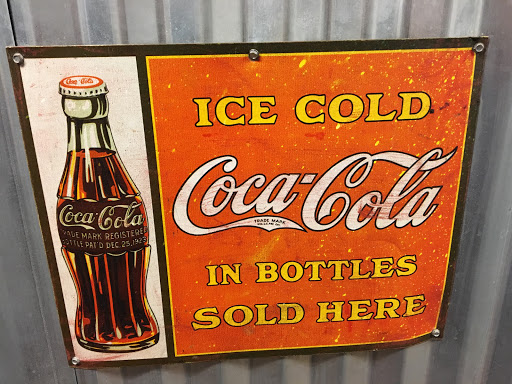 Coca-Cola
Coca-Cola
TRADE MARK REGISTERED
BOTTLE PAT'D DEC. 25, 1923
ICE COLD
Coca-Cola
TRADE MARK
IN BOTTLES
SOLD HERE